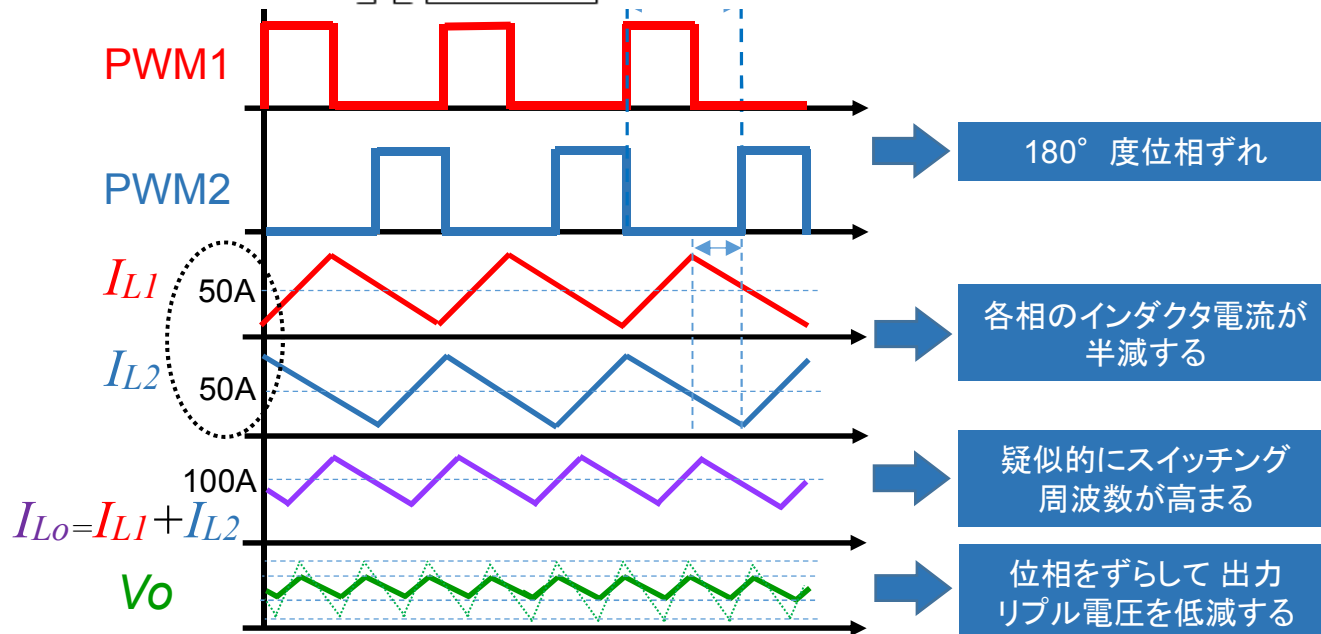 PWM1
180°度位相ずれ
PWM2
IL1
50A
各相のインダクタ電流が
半減する
IL2
50A
100A
疑似的にスイッチング
周波数が高まる
ILo=IL1+IL2
Vo
位相をずらして 出力
リプル電圧を低減する